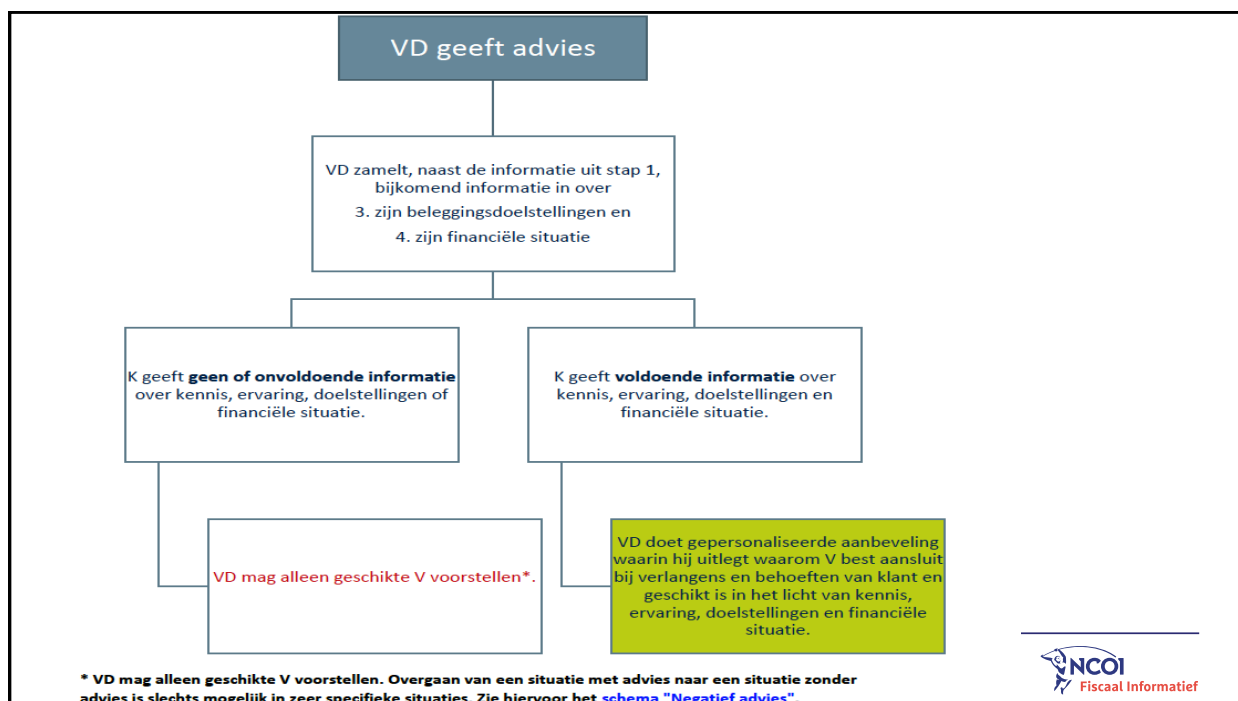 VD geeft advies
VD zamelt, naast de informatie uit stap 1,
bijkomend informatie in over
3. zijn beleggingsdoelstellingen en
4. zijn financiële situatie
K geeft geen of onvoldoende informatie
over kennis, ervaring, doelstellingen of
financiële situatie.
K geeft voldoende informatie over
kennis, ervaring, doelstellingen en
financiële situatie.
VD mag alleen geschikte V voorstellen*.
VD doet gepersonaliseerde aanbeveling
waarin hij uitlegt waarom V best aansluit
bij verlangens en behoeften van klant en
geschikt is in het licht van kennis,
ervaring, doelstellingen en financiële
situatie.
* VD mag alleen geschikte V voorstellen. Overgaan van een situatie met advies naar een situatie zonder
advies is slechts mogelijk in zeer specifieke situaties. Zie hiervoor het schema "Negatief advies".
NCOI
Fiscaal Informatief